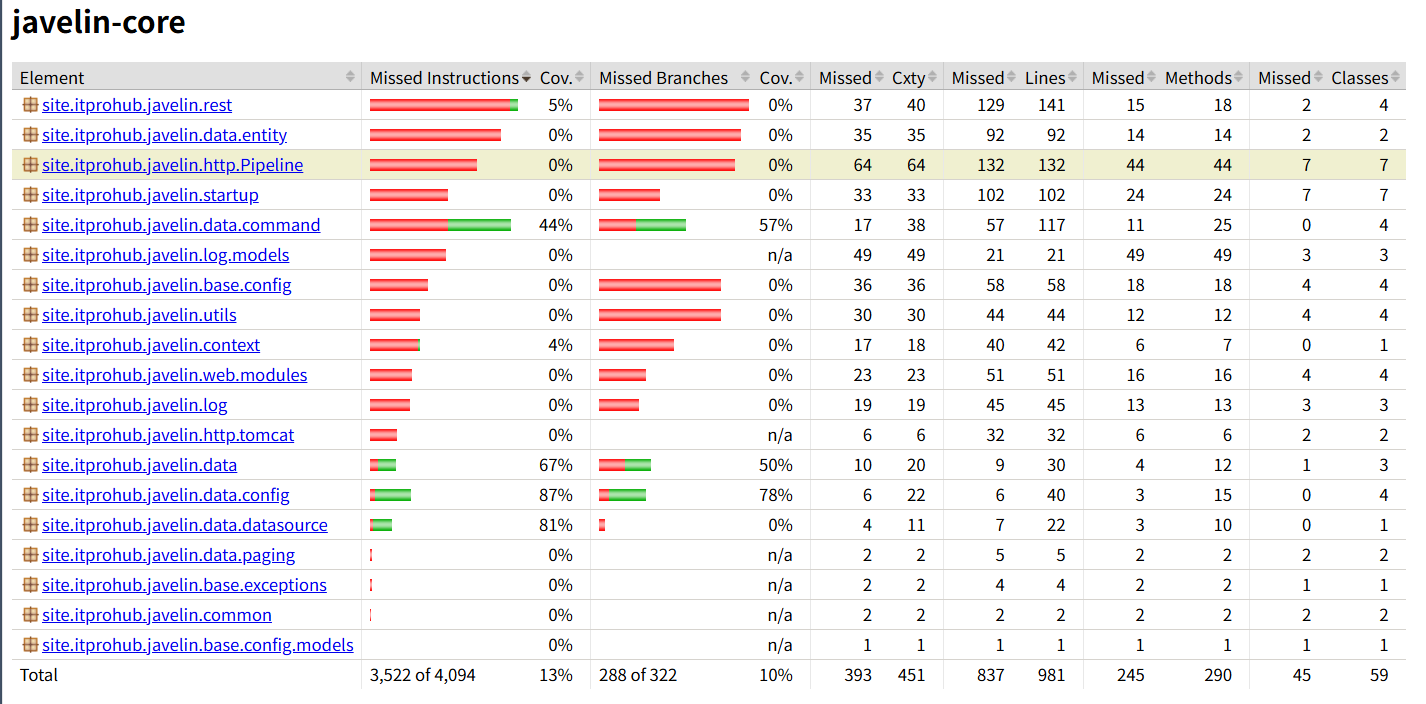 javelin-core
Element Missed Instructions Cov. Missed Branches Cov. Missed Cxty Missed Lines Missed Methods Missed Classes
site.itprohub.javelin.rest 5% 0% 37 40 129 141 15 18 2 4
site.itprohub.javelin.data.entity 0% 0% 35 35 92 92 14 14 2 2
site.itprohub.javelin.http.Pipeline 0% 0% 64 64 132 132 44 44 7 7
site.itprohub.javelin.startup 0% 0% 33 33 102 102 24 24 7 7
site.itprohub.javelin.data.command 44% 57% 17 38 57 117 11 25 0 4
site.itprohub.javelin.log.models 0% n/a 49 49 21 21 49 49 3 3
site.itprohub.javelin.base.config 0% 0% 36 36 58 58 18 18 4 4
site.itprohub.javelin.utils 0% 0% 30 30 44 44 12 12 4 4
site.itprohub.javelin.context 4% 0% 17 18 40 42 6 7 0 1
site.itprohub.javelin.web.modules 0% 0% 23 23 51 51 16 16 4 4
site.itprohub.javelin.log 0% 0% 19 19 45 45 13 13 3 3
site.itprohub.javelin.http.tomcat 0% n/a 6 6 32 32 6 6 2 2
site.itprohub.javelin.data 67% 50% 10 20 9 30 4 12 1 3
site.itprohub.javelin.data.config 87% 78% 6 22 6 40 3 15 0 4
site.itprohub.javelin.data.datasource 81% 0% 4 11 7 22 3 10 0 1
site.itprohub.javelin.data.paging 0% n/a 2 2 5 5 2 2 2 2
site.itprohub.javelin.base.exceptions 0% n/a 2 2 4 4 2 2 1 1
site.itprohub.javelin.common 0% n/a 2 2 2 2 2 2 2 2
site.itprohub.javelin.base.config.models 0% n/a 1 1 1 1 1 1 1 1
Total 3,522 of 4,094 13% 288 of 322 10% 393 451 837 981 245 290 45 59